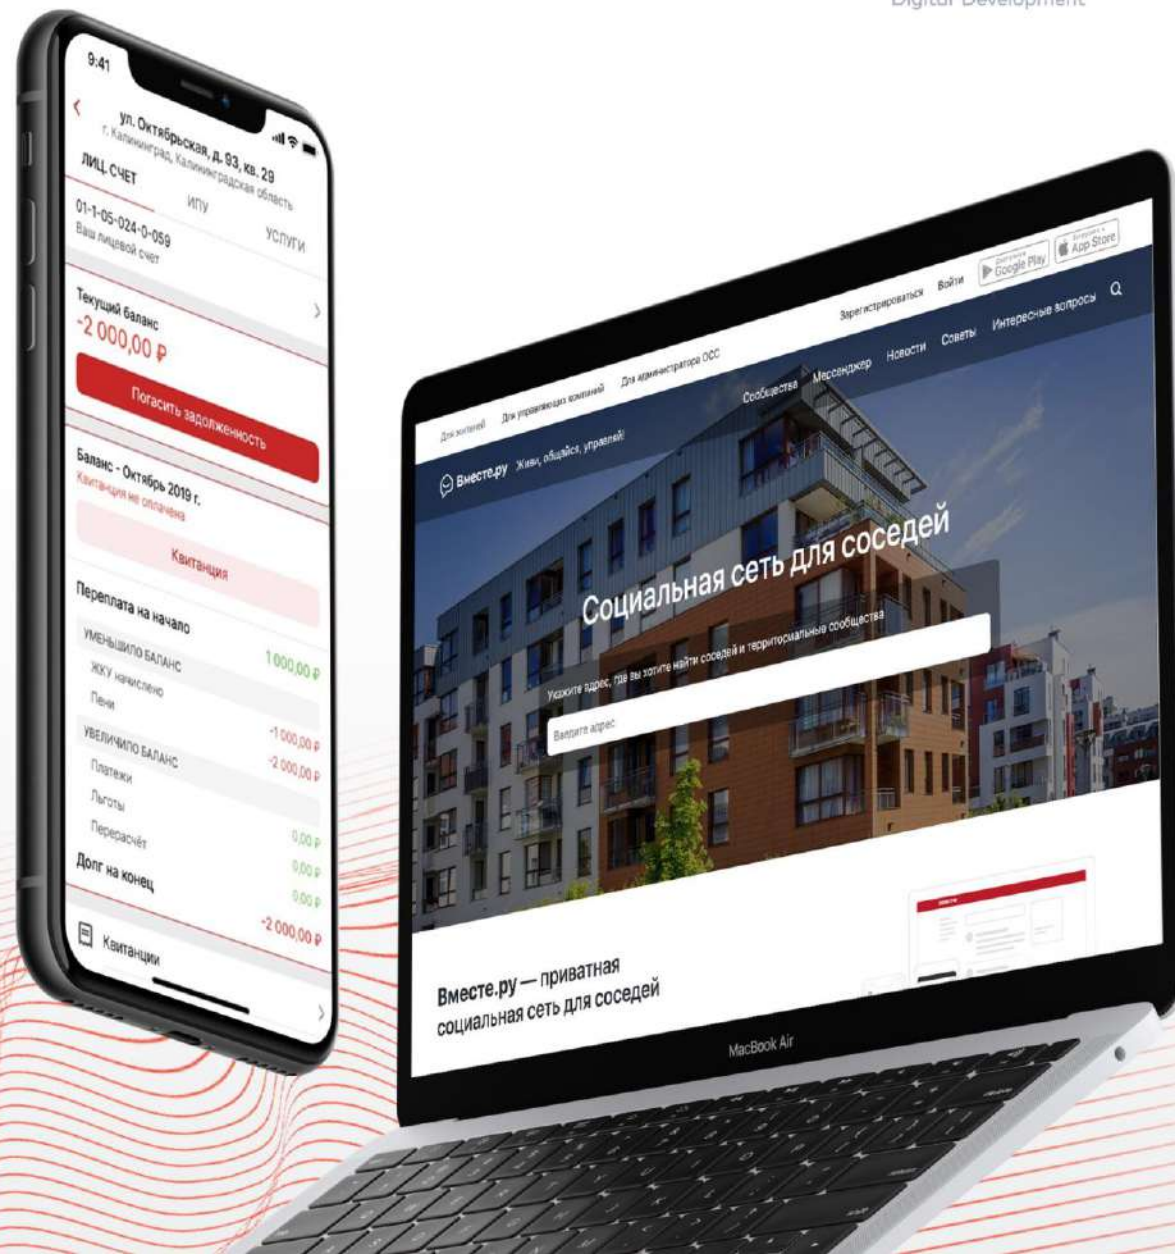 Digital Development
9:41
ул. Октябрьская, д. 93, кв. 29
г. Калининград, Калининградская область
ЛИЦ. СЧЕТ
ИПУ
УСЛУГИ
01-1-05-024-0-059
Ваш лицевой счет
Текущий баланс
-2 000,00 ₽
Погасить задолженность
Баланс - Октябрь 2019 г.
Квитанция не оплачена
Квитанция
Переплата на начало
1 000,00 ₽
УМЕНЬШИЛО БАЛАНС
ЖКУ начислено
-1 000,00 ₽
Пени
-2 000,00 ₽
УВЕЛИЧИЛО БАЛАНС
Платежи
0,00 ₽
Льготы
0,00 ₽
Перерасчёт
0,00 ₽
Долг на конец
-2 000,00 ₽
Квитанции
Для жителей
Для управляющих компаний
Для администратора ОСС
Зарегистрироваться
Войти
Google Play
App Store
Вместе.ру
Живи, общайся, управляй!
Сообщества
Мессенджер
Новости
Советы
Интересные вопросы
Социальная сеть для соседей
Укажите адрес, где вы хотите найти соседей и территориальные сообщества
Введите адрес
Вместе.ру — приватная
социальная сеть для соседей
MacBook Air